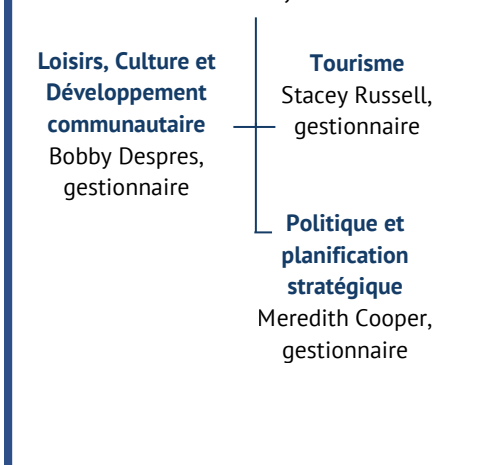 Loisirs, Culture et
Développement
communautaire
Bobby Despres,
gestionnaire
Tourisme
Stacey Russell,
gestionnaire
Politique et
planification
stratégique
Meredith Cooper,
gestionnaire